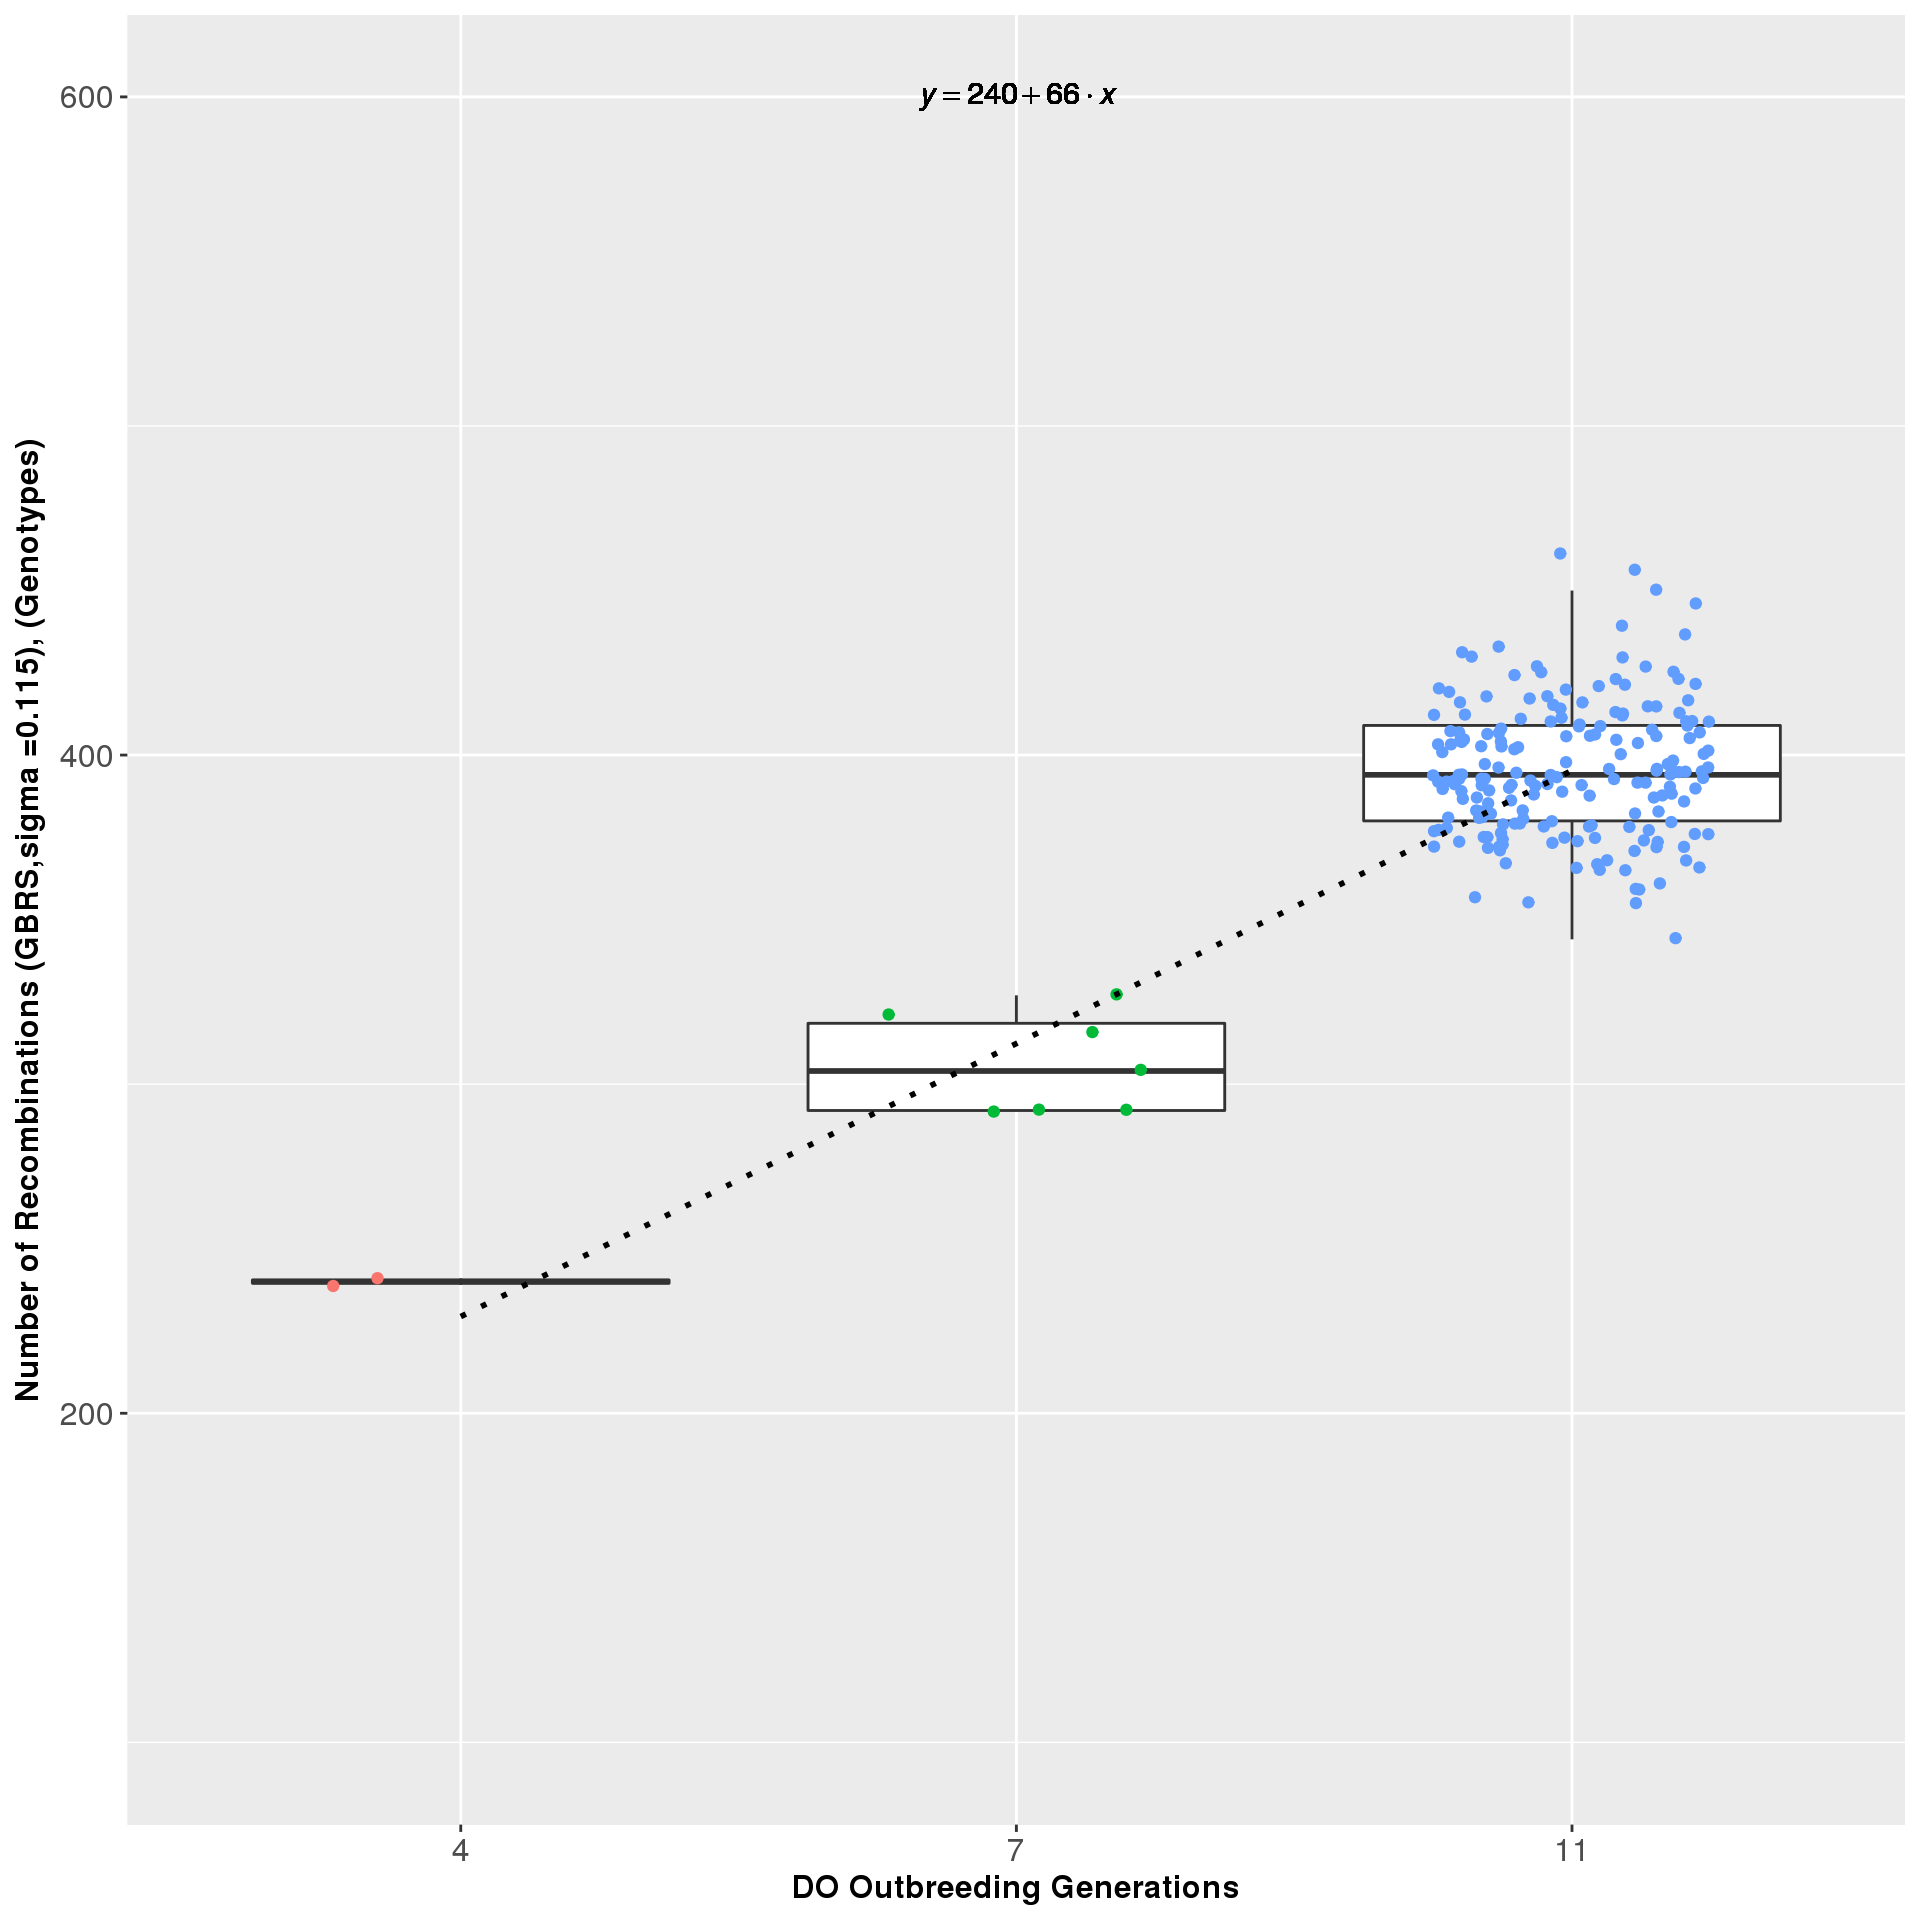 y = 240 + 66 · x
600
400
200
Number of Recombinations (GBRS,sigma =0.115), (Genotypes)
4 7 11
DO Outbreeding Generations